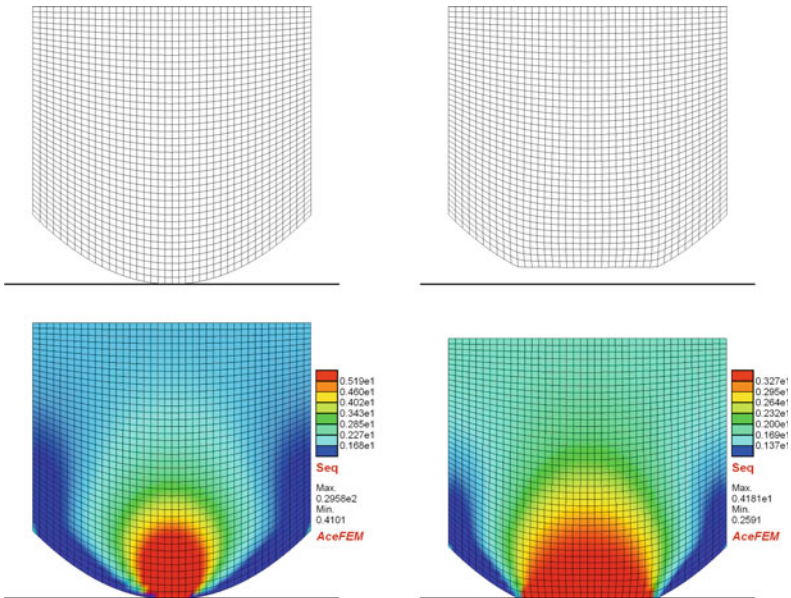 0.519e1
0.460e1
0.402e1
0.343e1
0.285e1
0.227e1
0.168e1
Seq
Max.
0.2958e2
Min.
0.4101
AceFEM
0.327e1
0.295e1
0.264e1
0.232e1
0.200e1
0.169e1
0.137e1
Seq
Max.
0.4181e1
Min.
0.2591
AceFEM